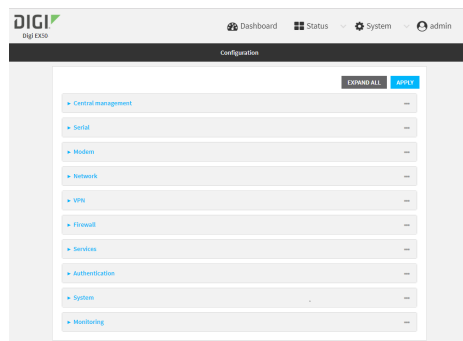 DIGI
Digi EX50
Dashboard Status System admin
Configuration
EXPAND ALL APPLY
Central management
Serial
Modem
Network
VPN
Firewall
Services
Authentication
System
Monitoring